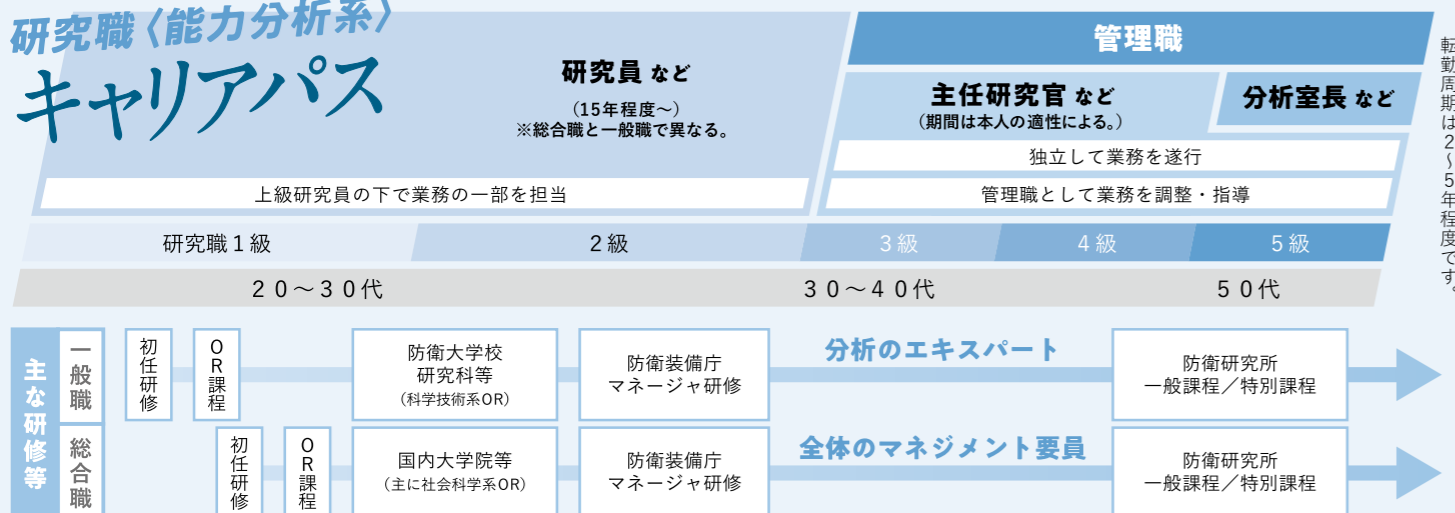 研究職〈能力分析系〉
キャリアパス
研究員 など
（15年程度～）
※総合職と一般職で異なる。
上級研究員の下で業務の一部を担当
管理職
主任研究官 など
（期間は本人の適性による。）
分析室長 など
独立して業務を遂行
管理職として業務を調整・指導
転勤周期は２～５年程度です。
研究職１級
２級
３級
４級
５級
２０～３０代
３０～４０代
５０代
主な研修等
一般職
初任研修
OR課程
防衛大学校
研究科等
（科学技術系OR）
防衛装備庁
マネージャ研修
分析のエキスパート
防衛研究所
一般課程／特別課程
総合職
初任研修
OR課程
国内大学院等
（主に社会科学系OR）
防衛装備庁
マネージャ研修
全体のマネジメント要員
防衛研究所
一般課程／特別課程